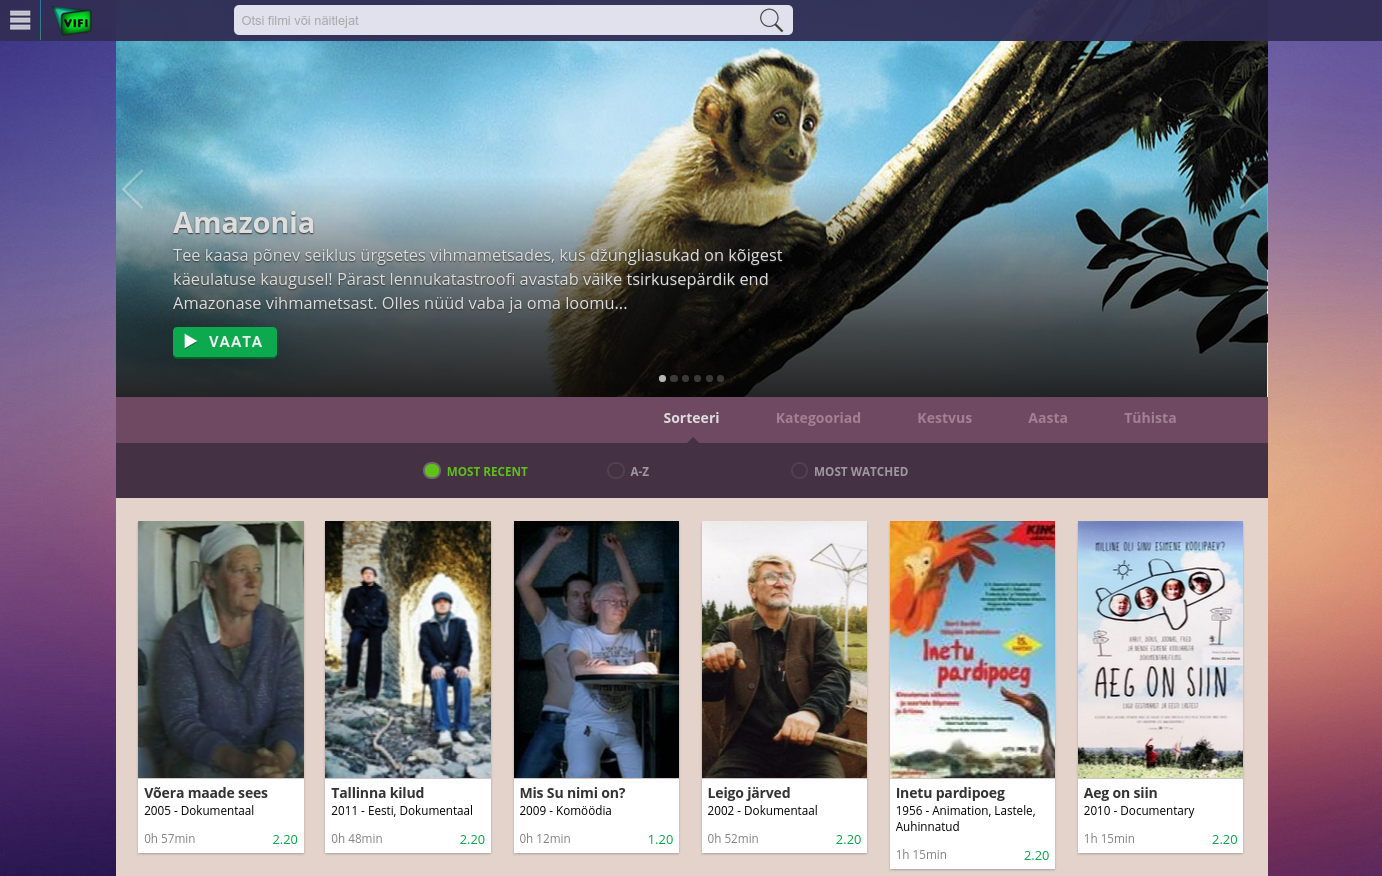 VIFI
Otsi filmi või näitlejat
Amazonia
Tee kaasa põnev seiklus ürgsetes vihmametsades, kus džungliasukad on kõigest
käeulatuse kaugusel! Pärast lennukatastroofi avastab väike tsirkusepärdik end
Amazonase vihmametsast. Olles nüüd vaba ja oma loomu...
VAATA
Sorteeri Kategooriad Kestvus Aasta Tühista
MOST RECENT A-Z MOST WATCHED
KINO
Inetu
pardipoeg
MILLINE OLI SINU ESIMENE KOOLIPÄEV?
AEG ON SIIN
Võera maade sees
2005 - Dokumentaal
0h 57min 2.20
Tallinna kilud
2011 - Eesti, Dokumentaal
0h 48min 2.20
Mis Su nimi on?
2009 - Komöödia
0h 12min 1.20
Leigo järved
2002 - Dokumentaal
0h 52min 2.20
Inetu pardipoeg
1956 - Animation, Lastele,
Auhinnatud
1h 15min 2.20
Aeg on siin
2010 - Documentary
1h 15min 2.20